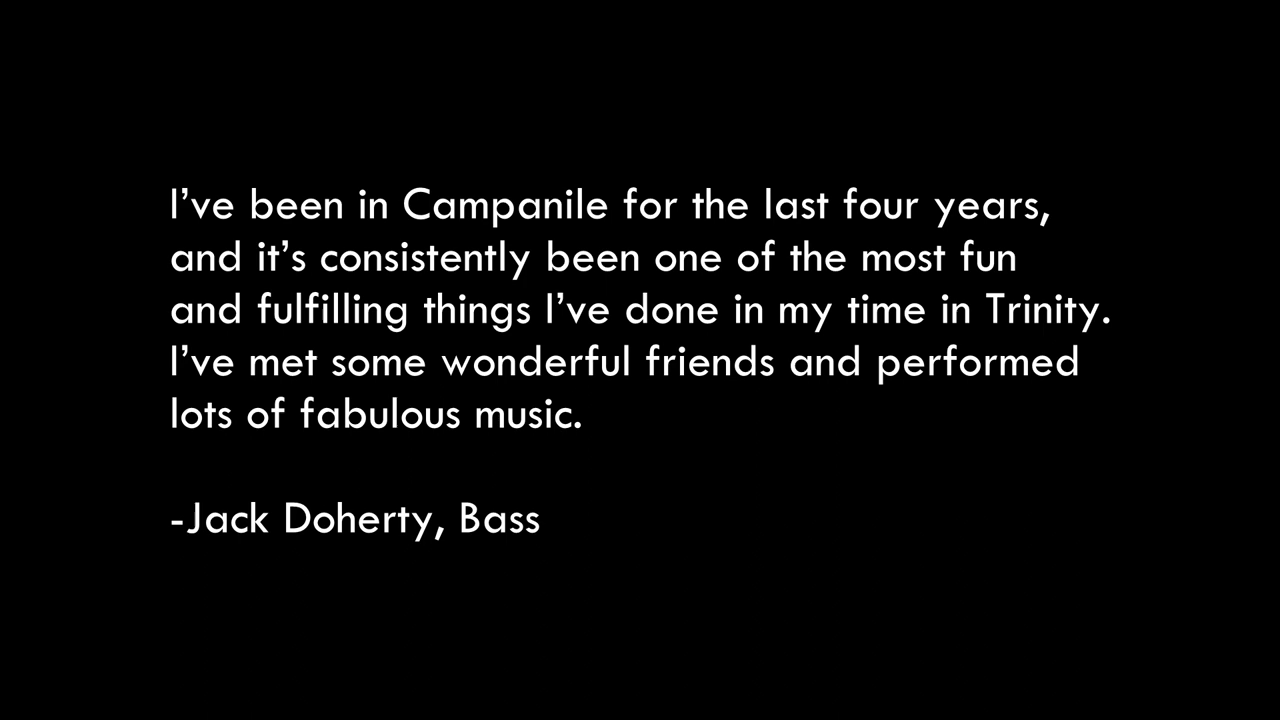 I’ve been in Campanile for the last four years,
and it’s consistently been one of the most fun
and fulfilling things I’ve done in my time in Trinity.
I’ve met some wonderful friends and performed
lots of fabulous music.
-Jack Doherty, Bass